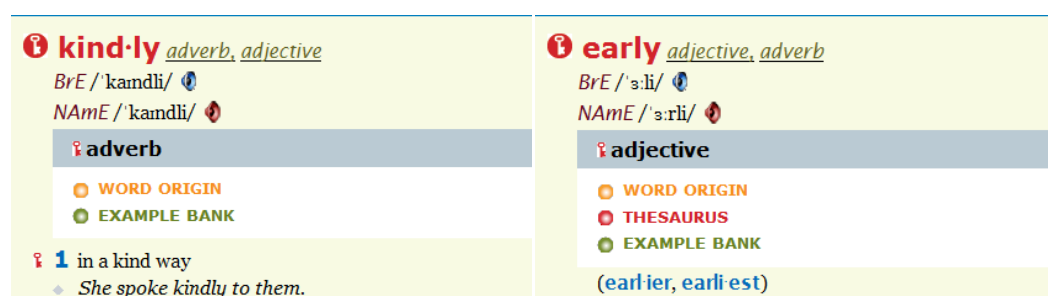 kind·ly adverb, adjective
BrE /ˈkaɪndli/
NAmE /ˈkaɪndli/
adverb
WORD ORIGIN
EXAMPLE BANK
1 in a kind way
She spoke kindly to them.
early adjective, adverb
BrE /ˈɜːli/
NAmE /ˈɜːrli/
adjective
WORD ORIGIN
THESAURUS
EXAMPLE BANK
(earl·ier, earli·est)